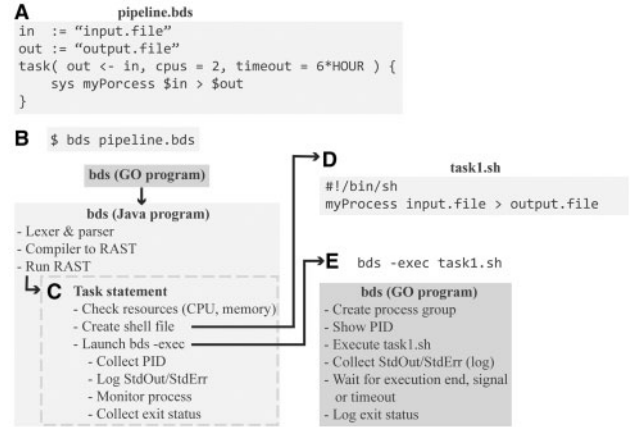 A
pipeline.bds
in  := “input.file”
out := “output.file”
task( out <- in, cpus = 2, timeout = 6*HOUR ) {
    sys myPorcess $in > $out
}
B $ bds pipeline.bds
bds (GO program)
bds (Java program)
- Lexer & parser
- Compiler to RAST
- Run RAST
C Task statement
- Check resources (CPU, memory)
- Create shell file
- Launch bds -exec
- Collect PID
- Log StdOut/StdErr
- Monitor process
- Collect exit status
D
task1.sh
#!/bin/sh
myProcess input.file > output.file
E bds -exec task1.sh
bds (GO program)
- Create process group
- Show PID
- Execute task1.sh
- Collect StdOut/StdErr (log)
- Wait for execution end, signal
or timeout
- Log exit status